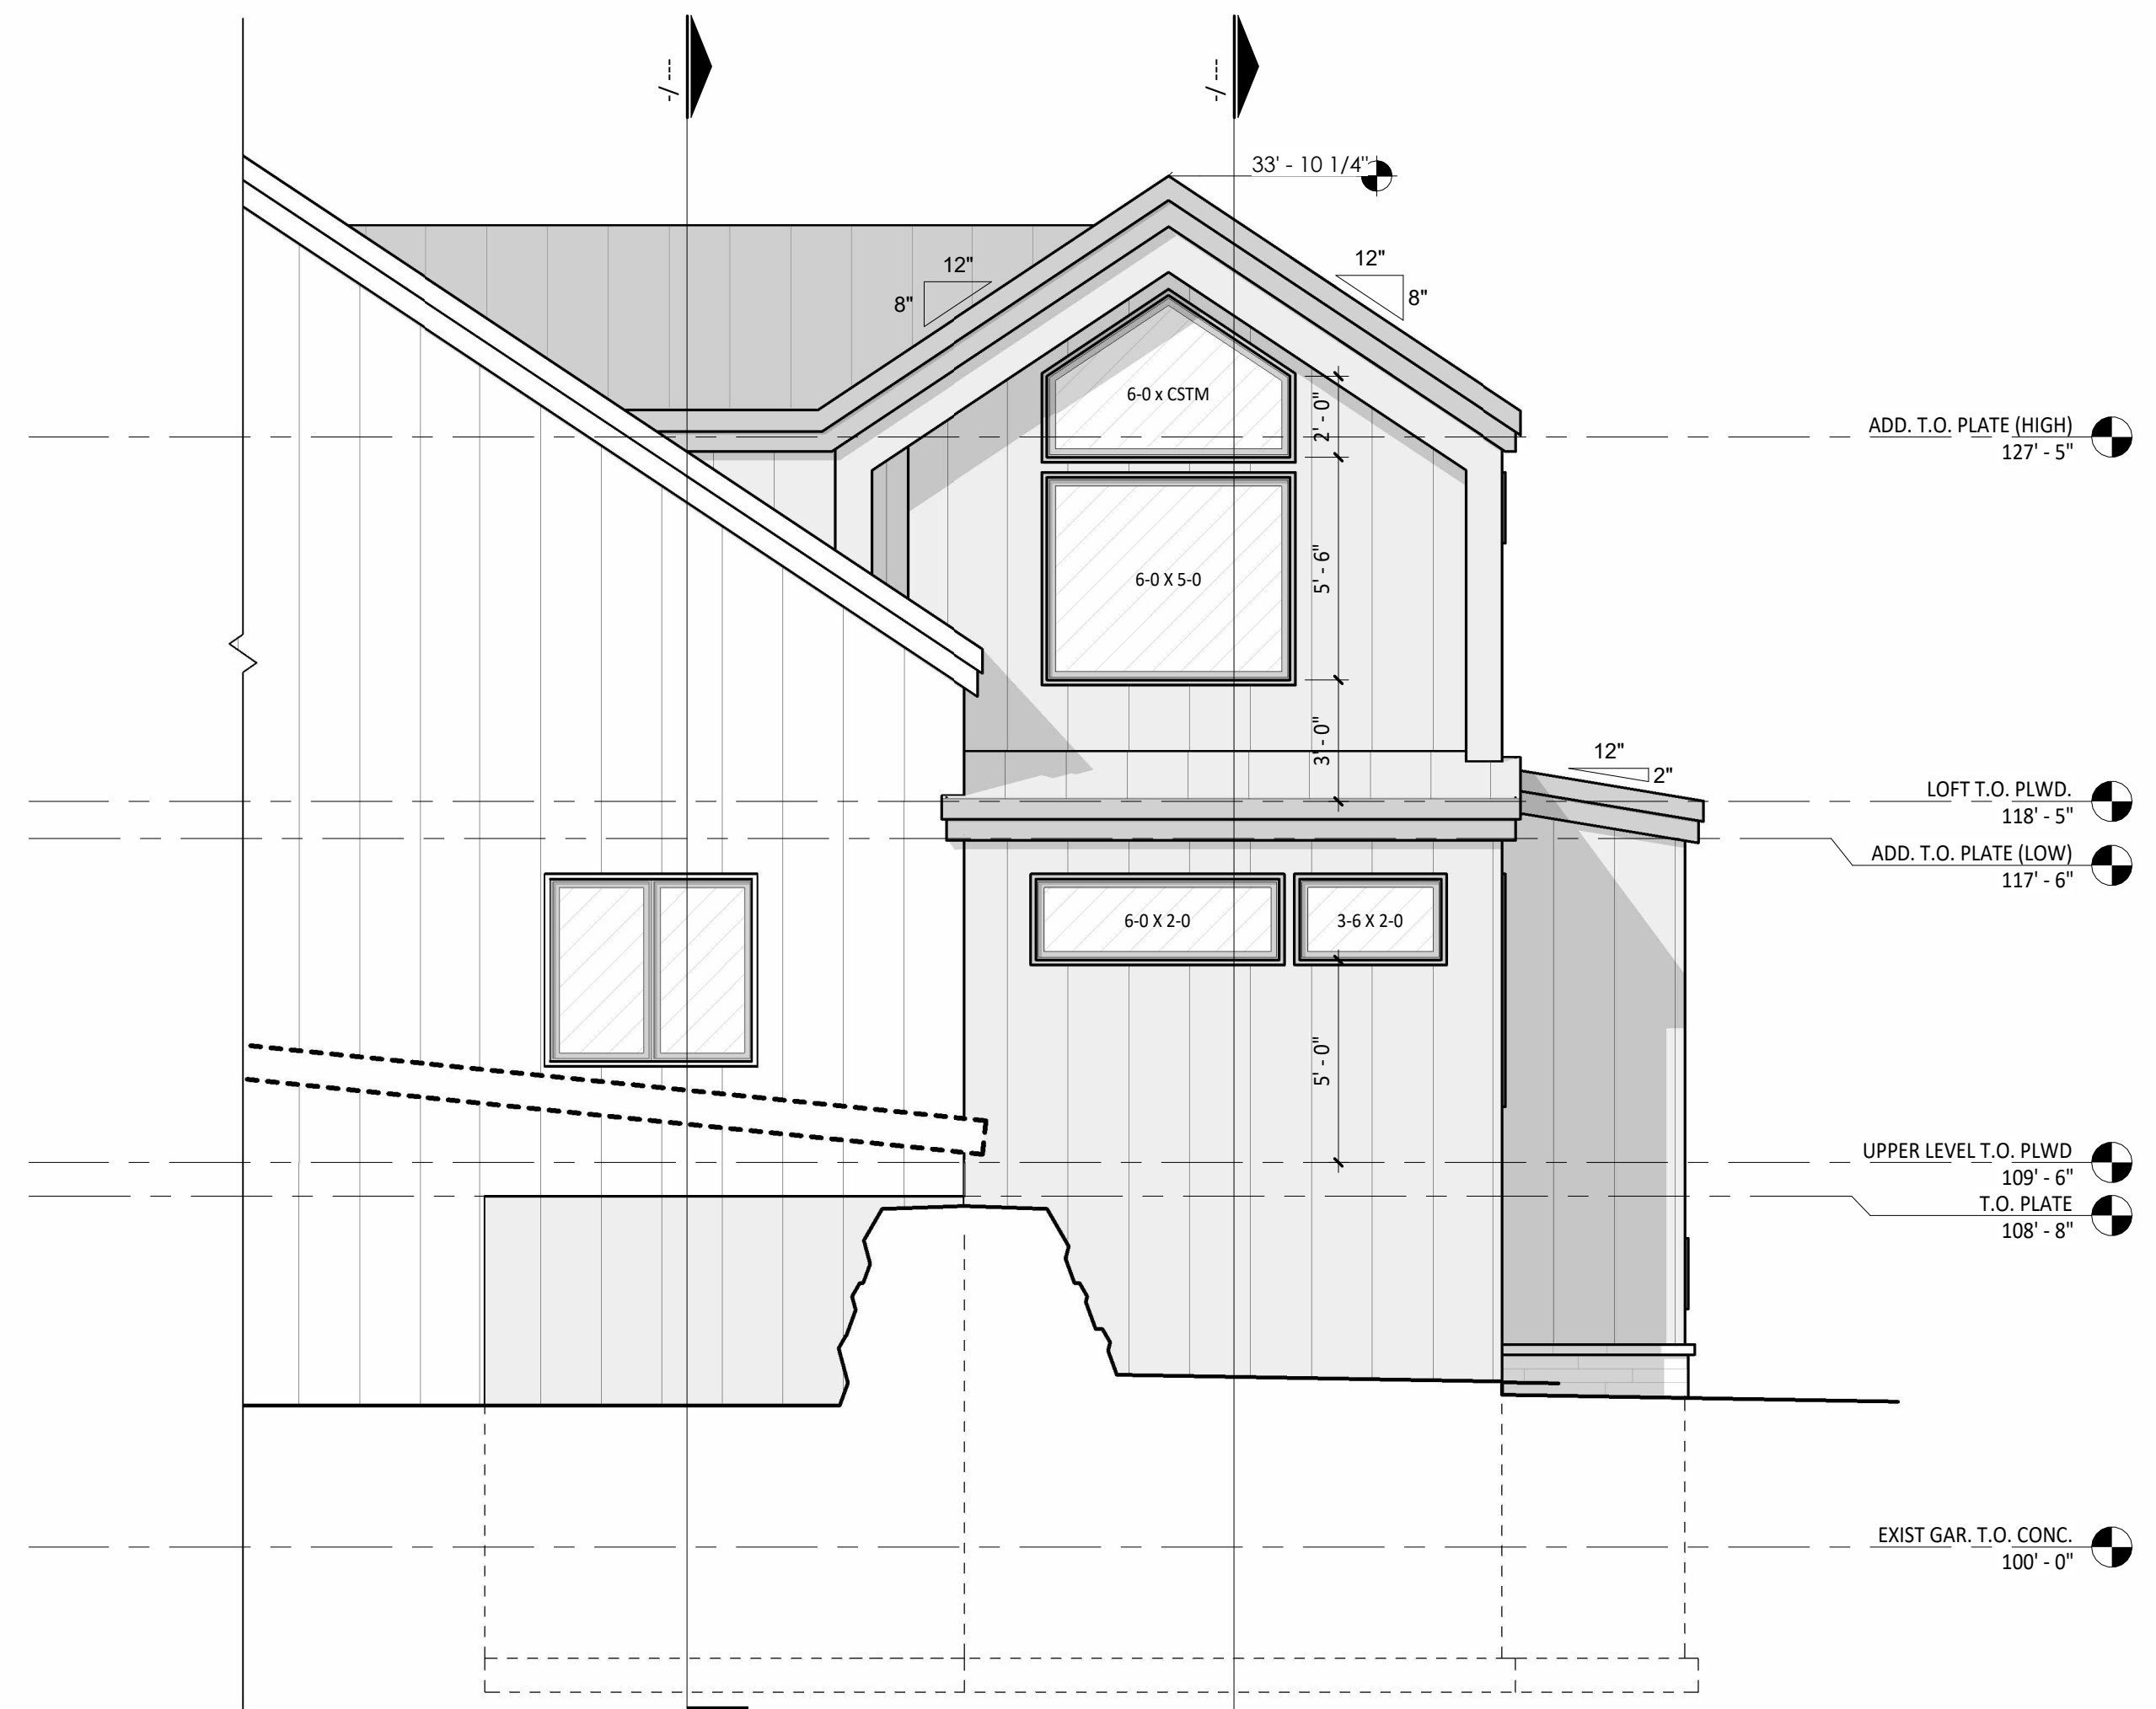 -/ ---
-/ ---
33' - 10 1/4"
12"
8"
12"
8"
6-0 x CSTM
2' - 0"
ADD. T.O. PLATE (HIGH)
127' - 5"
6-0 X 5-0
5' - 6"
3' - 0"
12"
2"
LOFT T.O. PLWD.
118' - 5"
ADD. T.O. PLATE (LOW)
117' - 6"
6-0 X 2-0
3-6 X 2-0
5' - 0"
UPPER LEVEL T.O. PLWD
109' - 6"
T.O. PLATE
108' - 8"
EXIST GAR. T.O. CONC.
100' - 0"